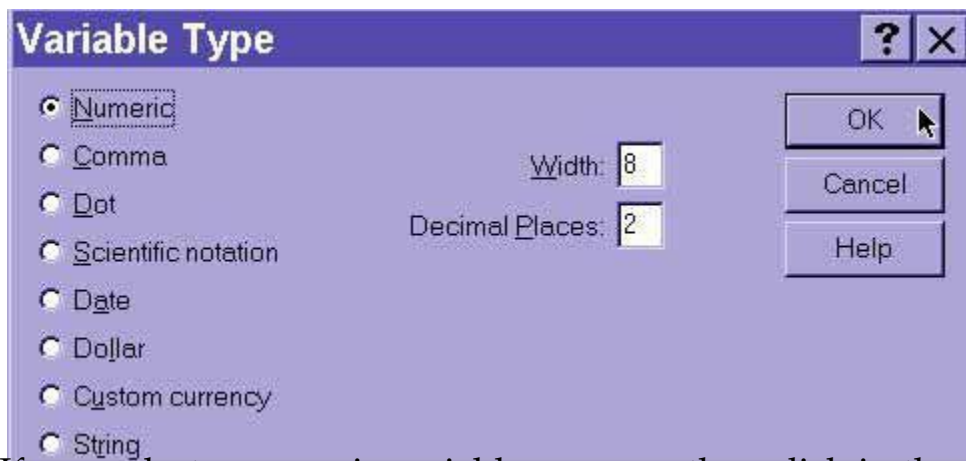 Variable Type
Numeric
Comma
Dot
Scientific notation
Date
Dollar
Custom currency
String
Width: 8
Decimal Places: 2
OK
Cancel
Help